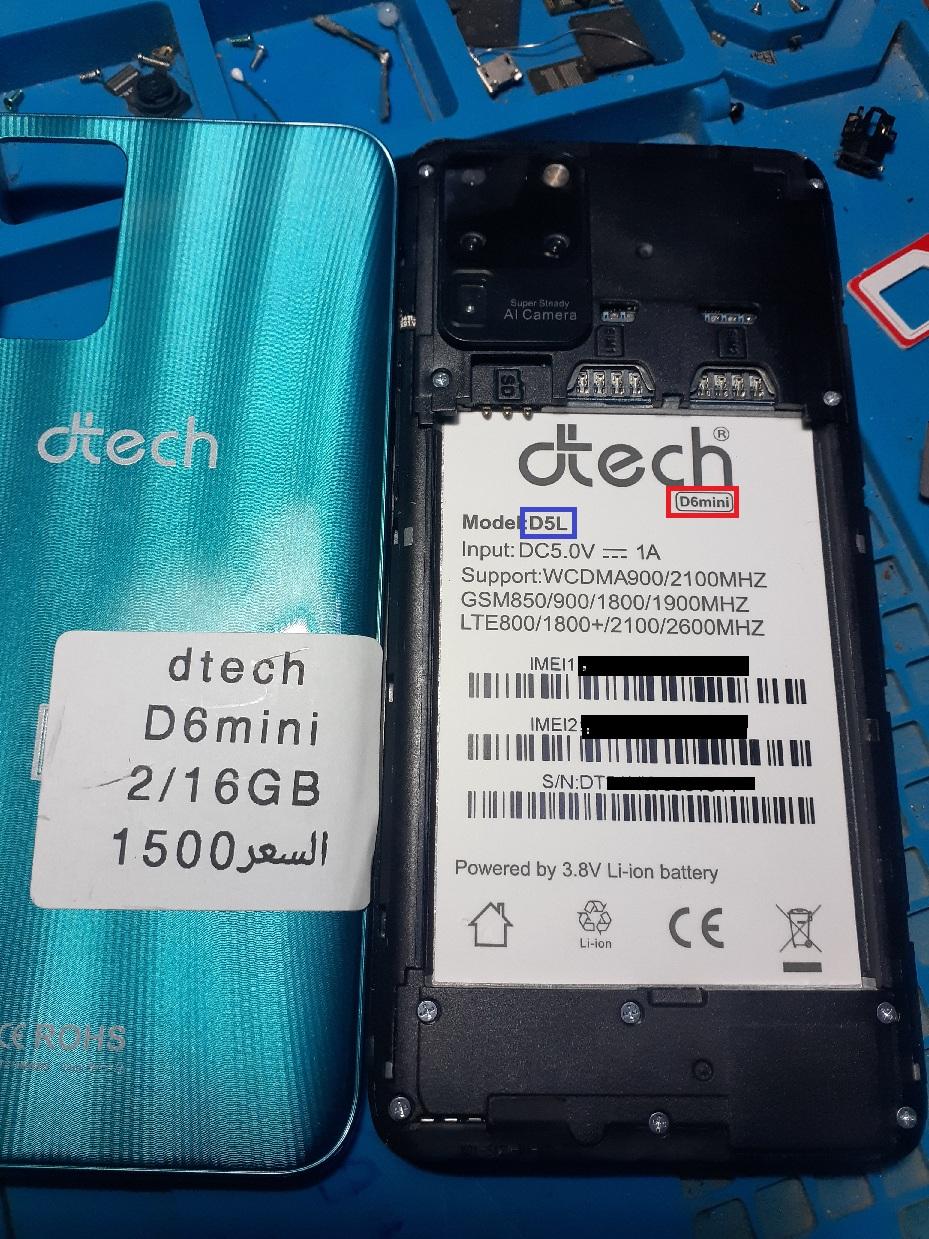 Super Steady
AI Camera
SD
dtech
dtech®
D6mini
Model:D5L
Input: DC5.0V 1A
Support:WCDMA900/2100MHZ
GSM850/900/1800/1900MHZ
LTE800/1800+/2100/2600MHZ
IMEI1
IMEI2
S/N:DT
Powered by 3.8V Li-ion battery
Li-ion
CE
dtech
D6mini
2/16GB
السعر1500
CE ROHS